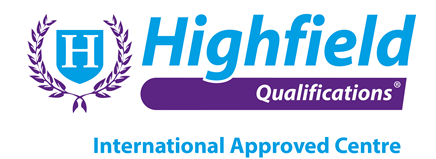 H
Highfield
Qualifications®
International Approved Centre